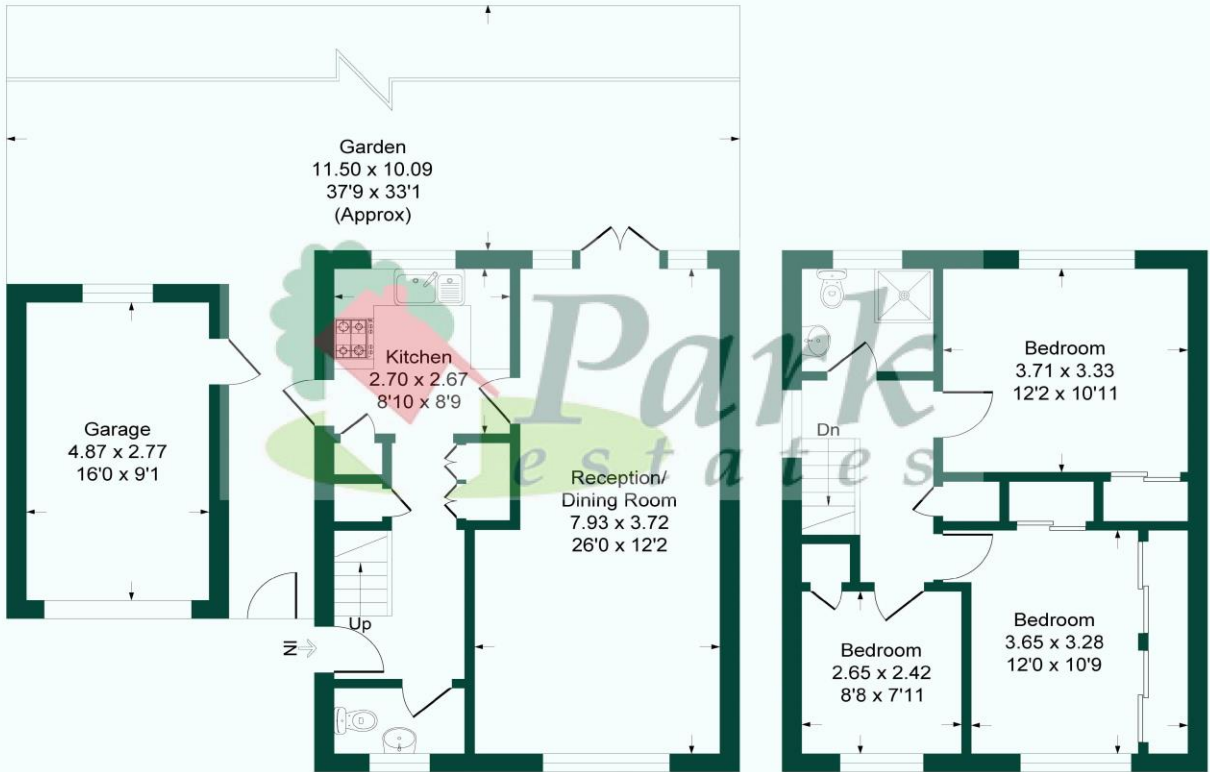 Garden
11.50 x 10.09
37'9 x 33'1
(Approx)
Park
estates
Kitchen
2.70 x 2.67
8'10 x 8'9
Garage
4.87 x 2.77
16'0 x 9'1
Reception/
Dining Room
7.93 x 3.72
26'0 x 12'2
Up
IN
Bedroom
3.71 x 3.33
12'2 x 10'11
Dn
Bedroom
3.65 x 3.28
12'0 x 10'9
Bedroom
2.65 x 2.42
8'8 x 7'11